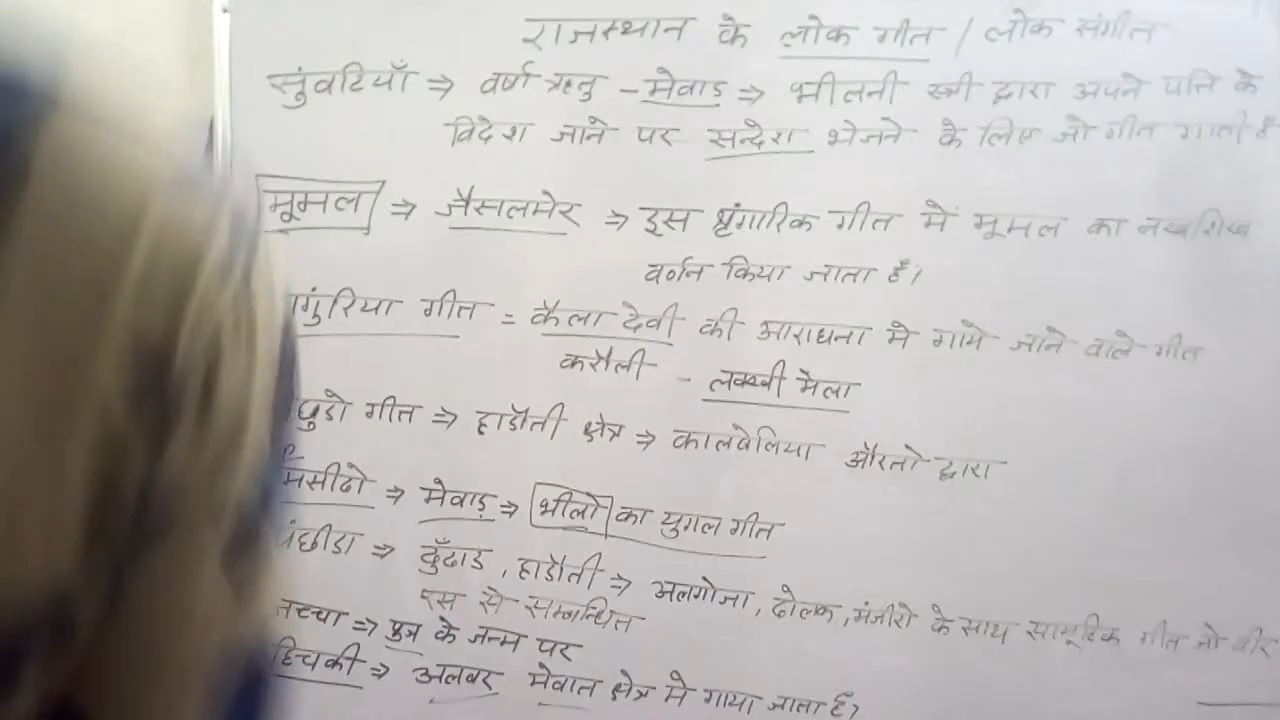 राजस्थान के लोक गीत / लोक संगीत
सुंवटियाँ ⇒ वर्षा ऋतु - मेवाड़ ⇒ भीलनी स्त्री द्वारा अपने पति के
विदेश जाने पर सन्देश भेजने के लिए जो गीत गाती है
मूमल ⇒ जैसलमेर ⇒ इस श्रृंगारिक गीत में मूमल का नखशिख
वर्णन किया जाता है।
गुंरिया गीत = कैला देवी की आराधना मे गाये जाने वाले गीत
करौली - लक्खी मेला
घुडो गीत ⇒ हाडौती क्षेत्र ⇒ कालबेलिया औरतो द्वारा
⇒ मेवाड़ ⇒ भीलो का युगल गीत
पंछीडा ⇒ ढुँढाड, हाडौती ⇒ अलगोजा, ढोलक, मंजीरो के साथ सामूहिक गीत जो वीर
रस से सम्बन्धित
जच्चा ⇒ पुत्र के जन्म पर
हिचकी ⇒ अलवर मेवात क्षेत्र मे गाया जाता है।